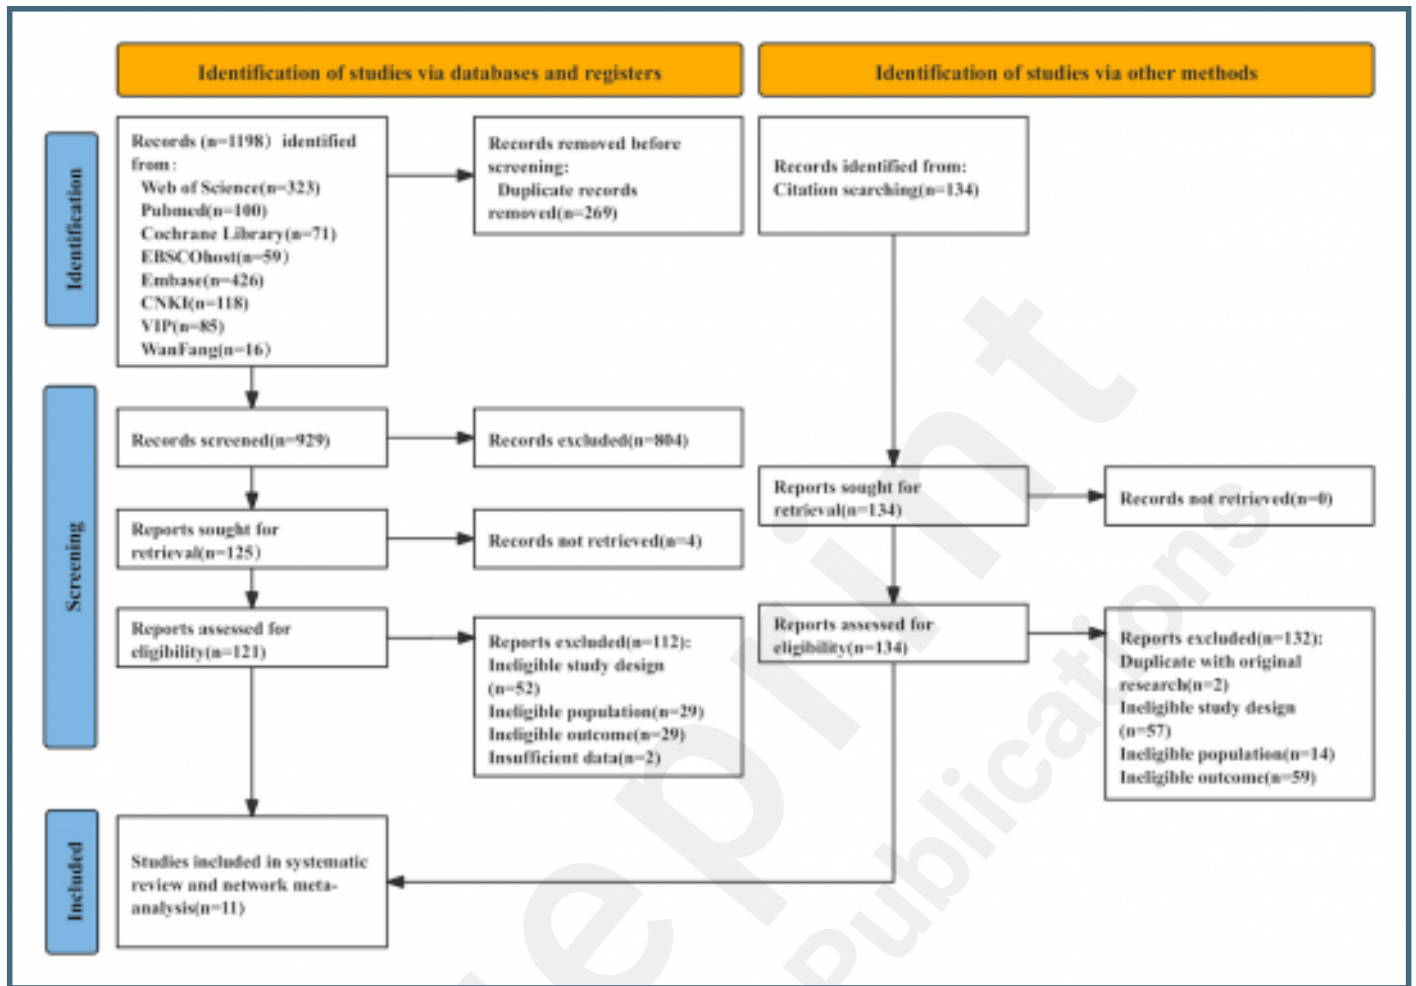 Identification of studies via databases and registers
Identification of studies via other methods
Identification
Records (n=1198) identified
from:
Web of Science(n=323)
Pubmed(n=100)
Cochrane Library(n=71)
EBSCOhost(n=59)
Embase(n=426)
CNKI(n=118)
VIP(n=85)
WanFang(n=16)
Records removed before
screening:
Duplicate records
removed(n=269)
Records identified from:
Citation searching(n=134)
Screening
Records screened(n=929)
Records excluded(n=804)
Reports sought for
retrieval(n=125)
Records not retrieved(n=4)
Reports sought for
retrieval(n=134)
Records not retrieved(n=0)
Reports assessed for
eligibility(n=121)
Reports excluded(n=112):
Ineligible study design
(n=52)
Ineligible population(n=29)
Ineligible outcome(n=29)
Insufficient data(n=2)
Reports assessed for
eligibility(n=134)
Reports excluded(n=132):
Duplicate with original
research(n=2)
Ineligible study design
(n=57)
Ineligible population(n=14)
Ineligible outcome(n=59)
Included
Studies included in systematic
review and network meta-
analysis(n=11)
eprint
Publications